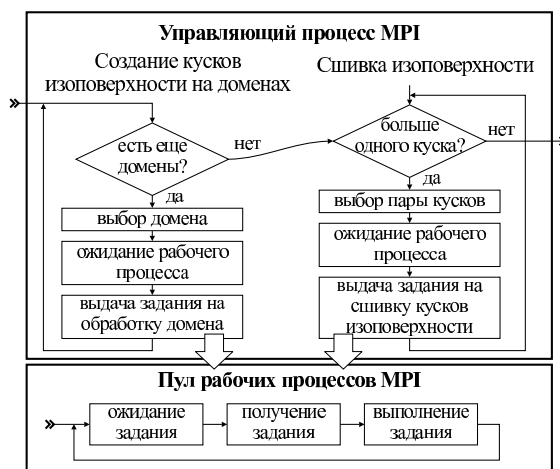 Управляющий процесс MPI
Создание кусков
изоповерхности на доменах
есть еще
домены?
нет
да
выбор домена
ожидание рабочего
процесса
выдача задания на
обработку домена
Сшивка изоповерхности
больше
одного куска?
нет
да
выбор пары кусков
ожидание рабочего
процесса
выдача задания на
сшивку кусков
изоповерхности
Пул рабочих процессов MPI
ожидание
задания
получение
задания
выполнение
задания